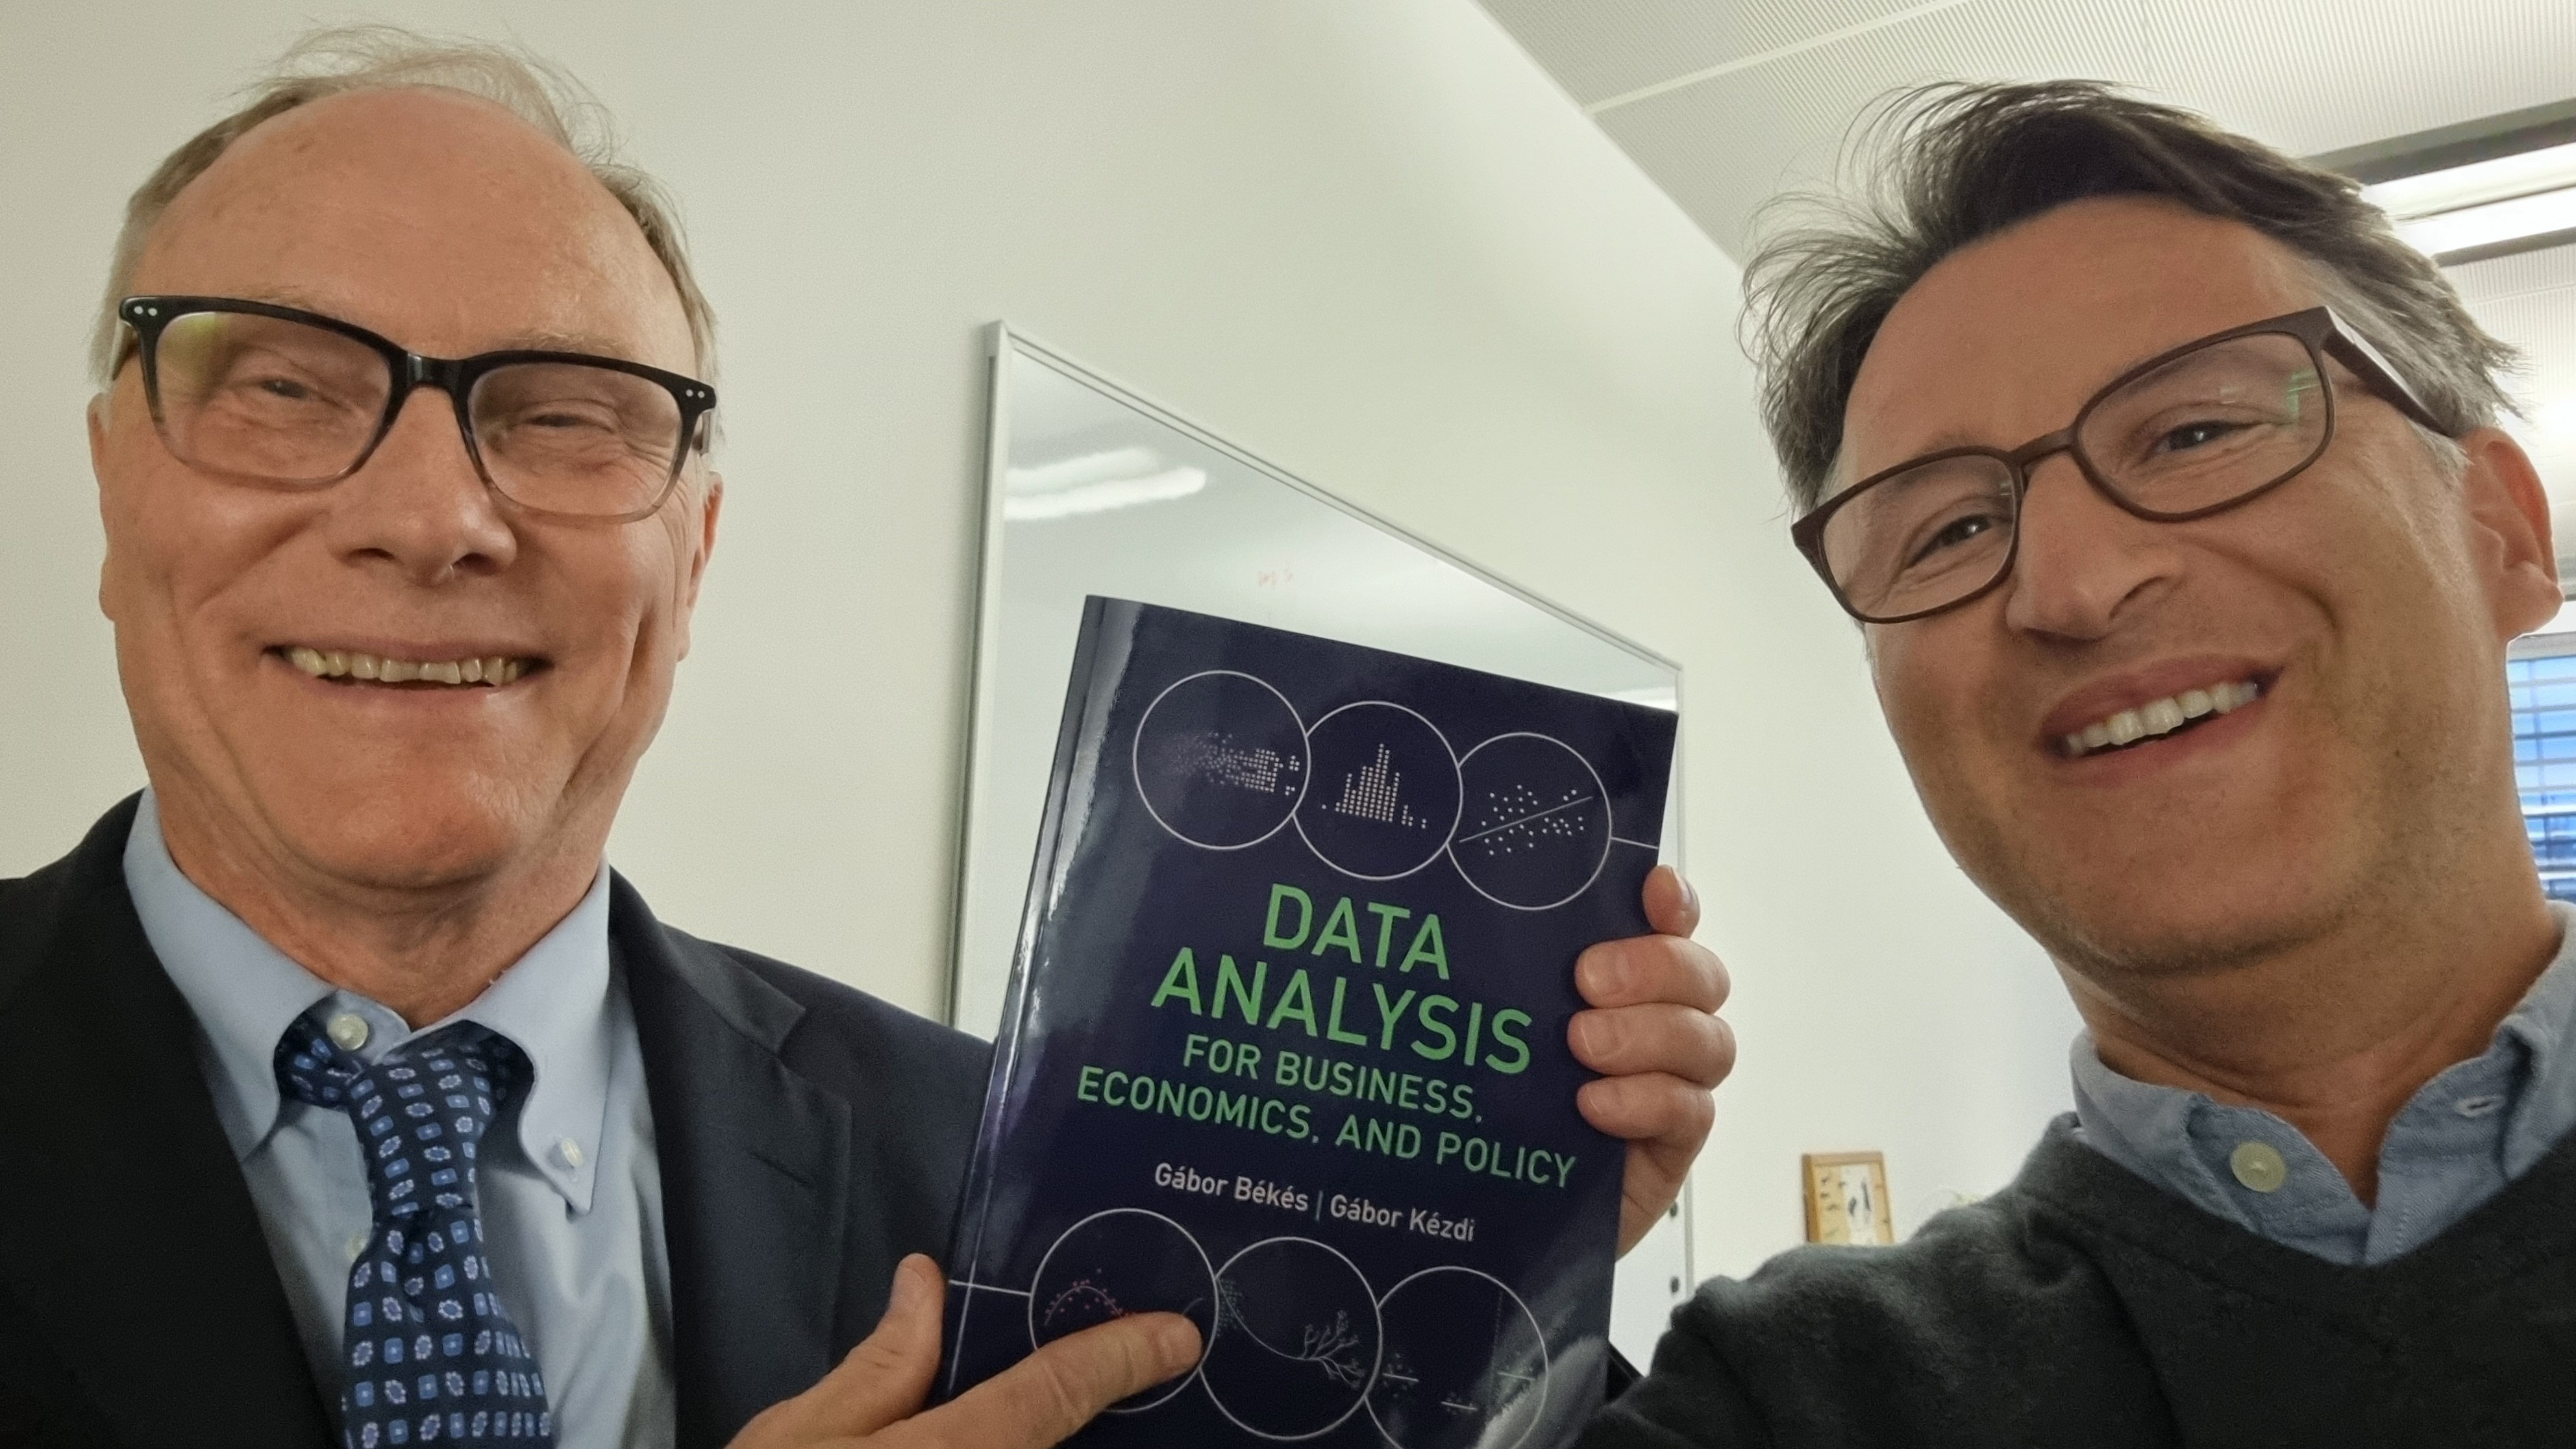 DATA
ANALYSIS
FOR BUSINESS,
ECONOMICS, AND POLICY
Gábor Békés | Gábor Kézdi